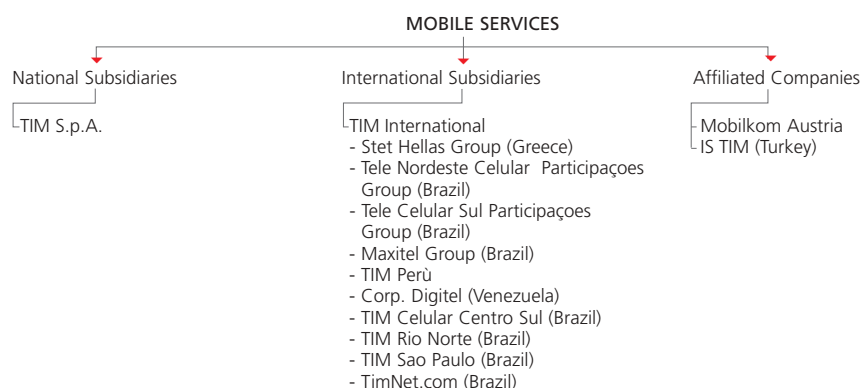 MOBILE SERVICES
National Subsidiaries
TIM S.p.A.
International Subsidiaries
TIM International
- Stet Hellas Group (Greece)
- Tele Nordeste Celular Participaçoes
Group (Brazil)
- Tele Celular Sul Participaçoes
Group (Brazil)
- Maxitel Group (Brazil)
- TIM Perù
- Corp. Digitel (Venezuela)
- TIM Celular Centro Sul (Brazil)
- TIM Rio Norte (Brazil)
- TIM Sao Paulo (Brazil)
- TimNet.com (Brazil)
Affiliated Companies
Mobilkom Austria
IS TIM (Turkey)